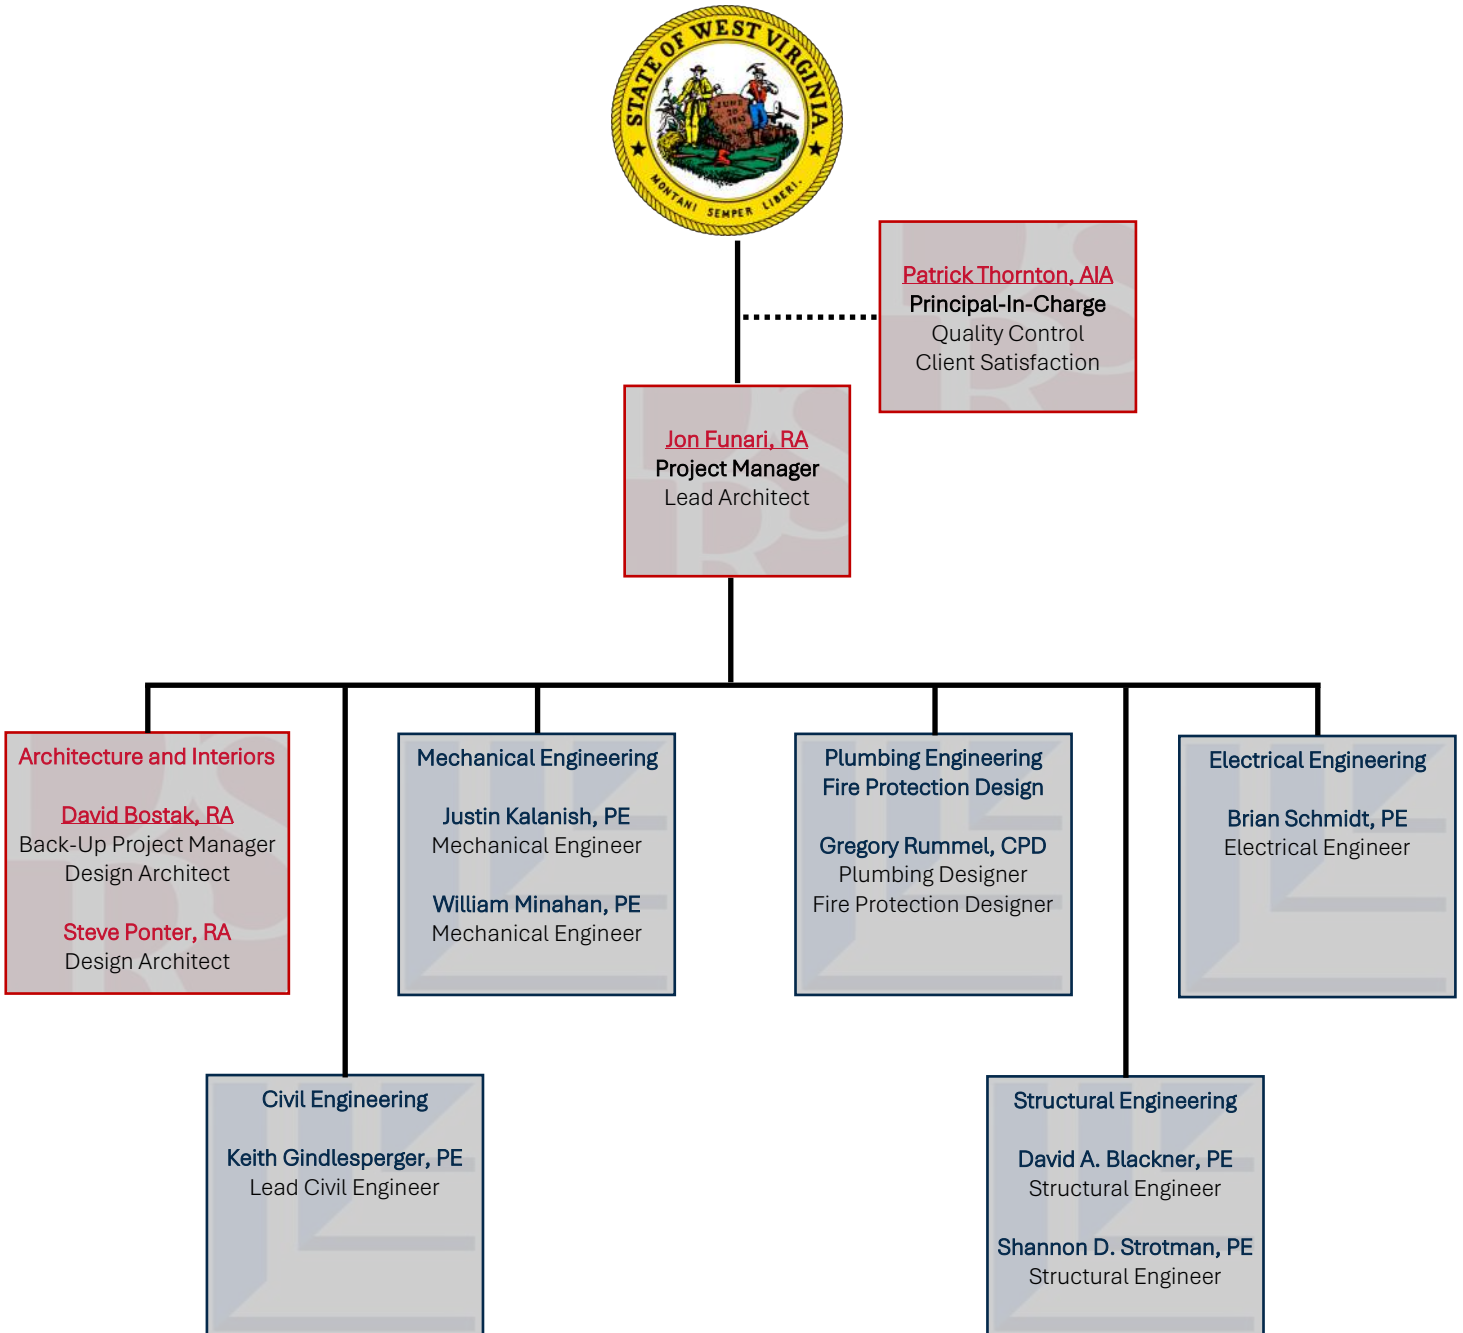 STATE OF WEST VIRGINIA.
JUNE
20
1863
MONTANI SEMPER LIBERI.
Patrick Thornton, AIA
Principal-In-Charge
Quality Control
Client Satisfaction
Jon Funari, RA
Project Manager
Lead Architect
Architecture and Interiors
David Bostak, RA
Back-Up Project Manager
Design Architect
Steve Ponter, RA
Design Architect
Mechanical Engineering
Justin Kalanish, PE
Mechanical Engineer
William Minahan, PE
Mechanical Engineer
Plumbing Engineering
Fire Protection Design
Gregory Rummel, CPD
Plumbing Designer
Fire Protection Designer
Electrical Engineering
Brian Schmidt, PE
Electrical Engineer
Civil Engineering
Keith Gindlesperger, PE
Lead Civil Engineer
Structural Engineering
David A. Blackner, PE
Structural Engineer
Shannon D. Strotman, PE
Structural Engineer